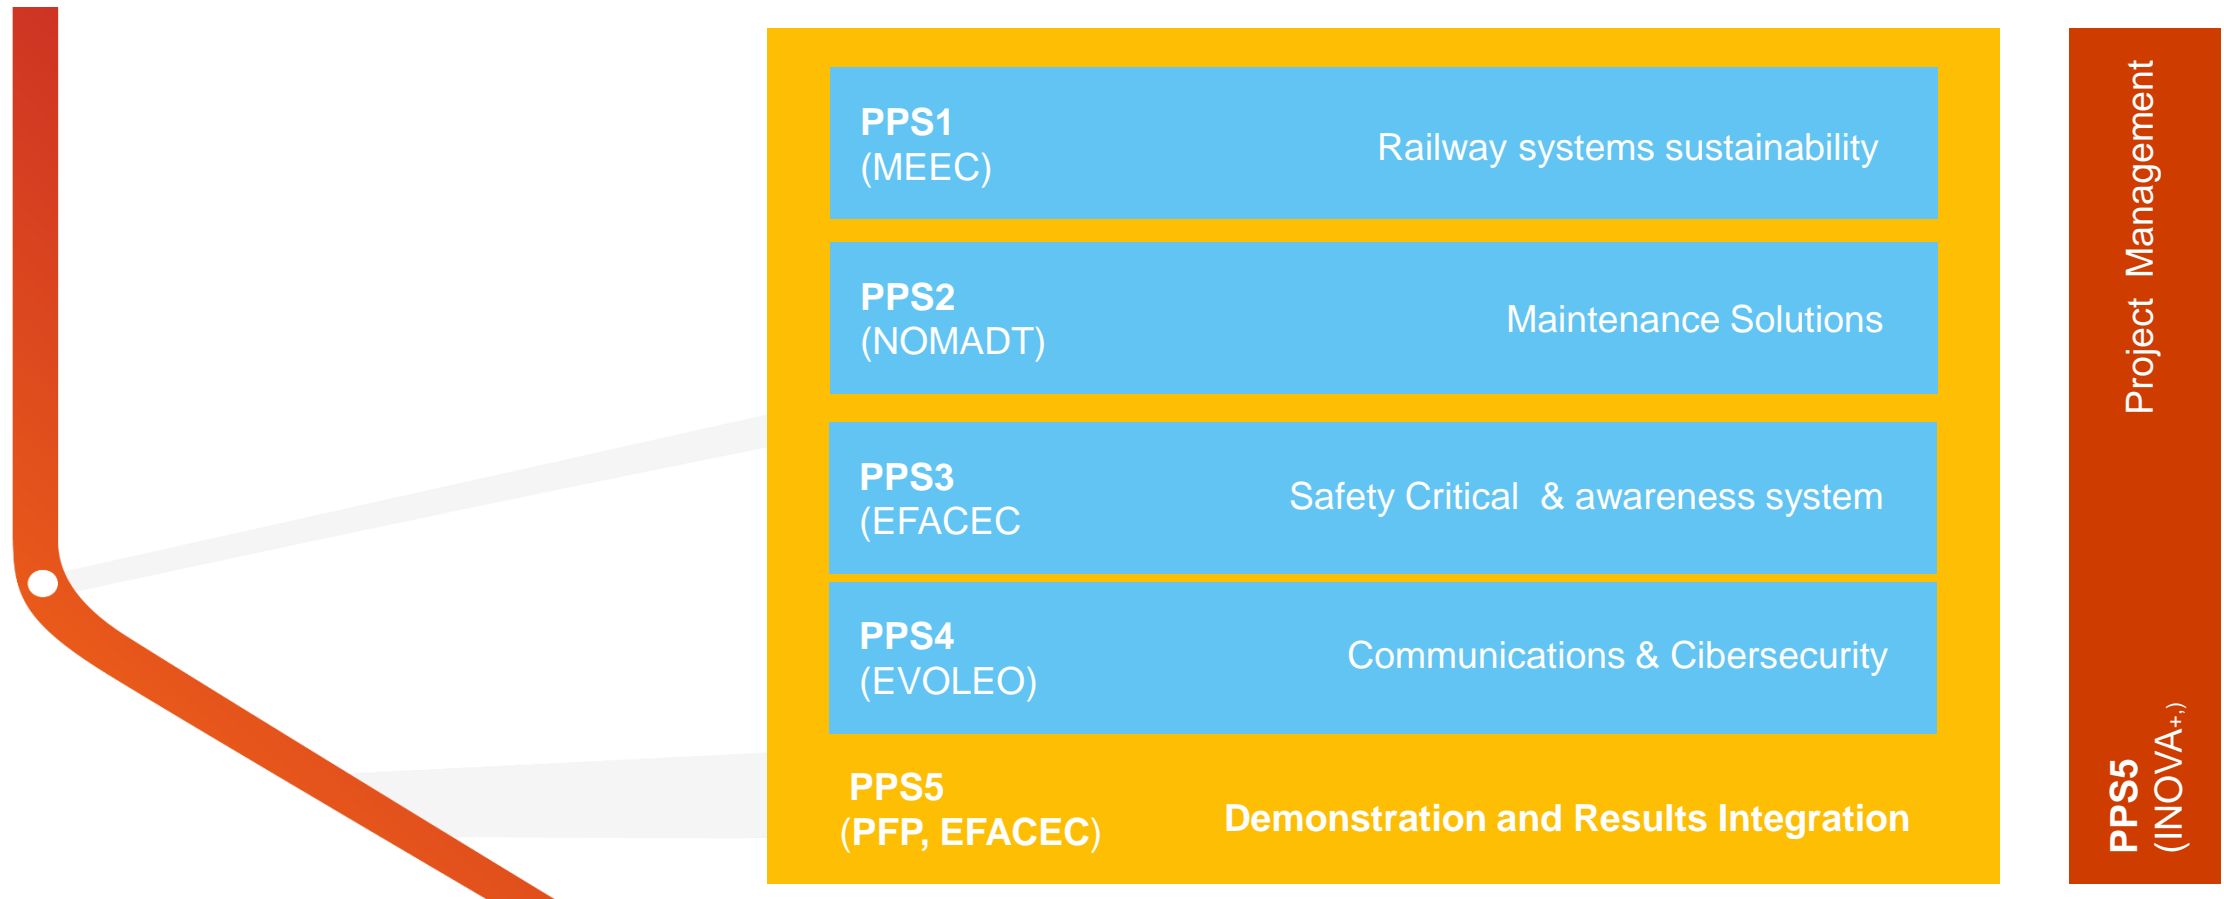 PPS1
(MEEC)
Railway systems sustainability
PPS2
(NOMADT)
Maintenance Solutions
PPS3
(EFACEC
Safety Critical  & awareness system
PPS4
(EVOLEO)
Communications & Cibersecurity
PPS5
(PFP, EFACEC)
Demonstration and Results Integration
Project  Management
PPS5
(INOVA+,)